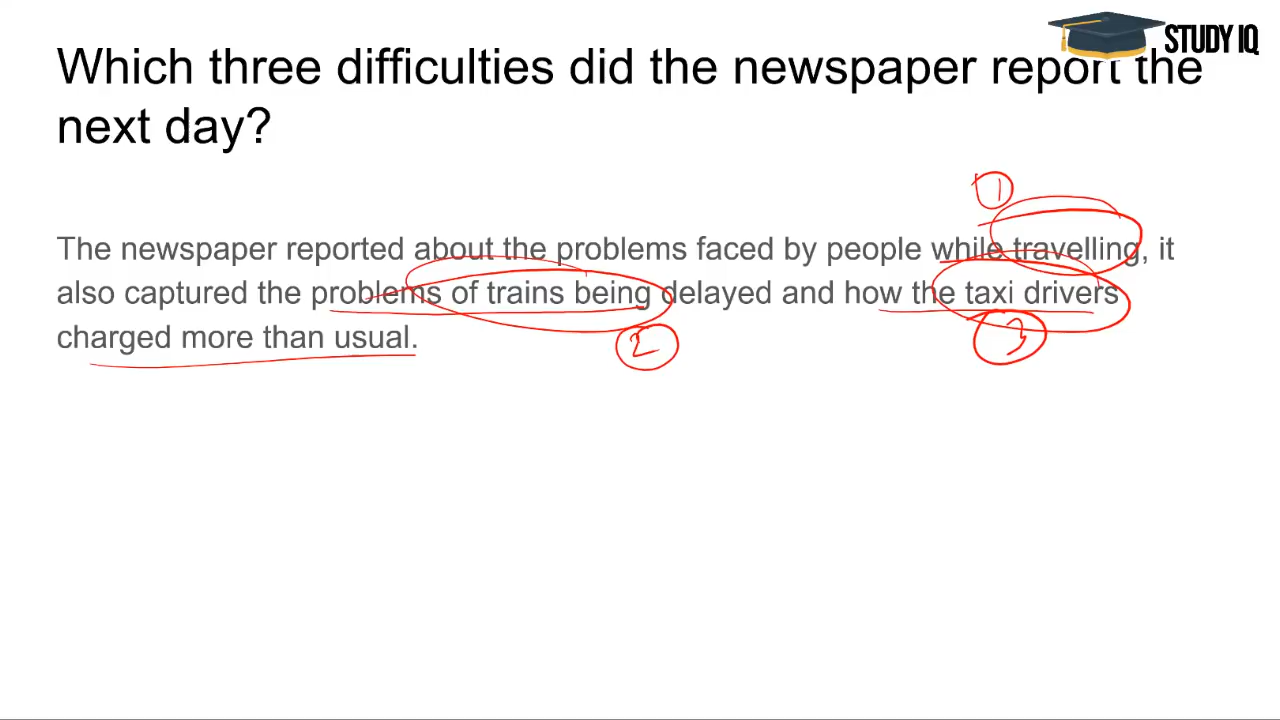 STUDY IQ
Which three difficulties did the newspaper report the
next day?
1
The newspaper reported about the problems faced by people while travelling, it
also captured the problems of trains being delayed and how the taxi drivers
charged more than usual.
2
3